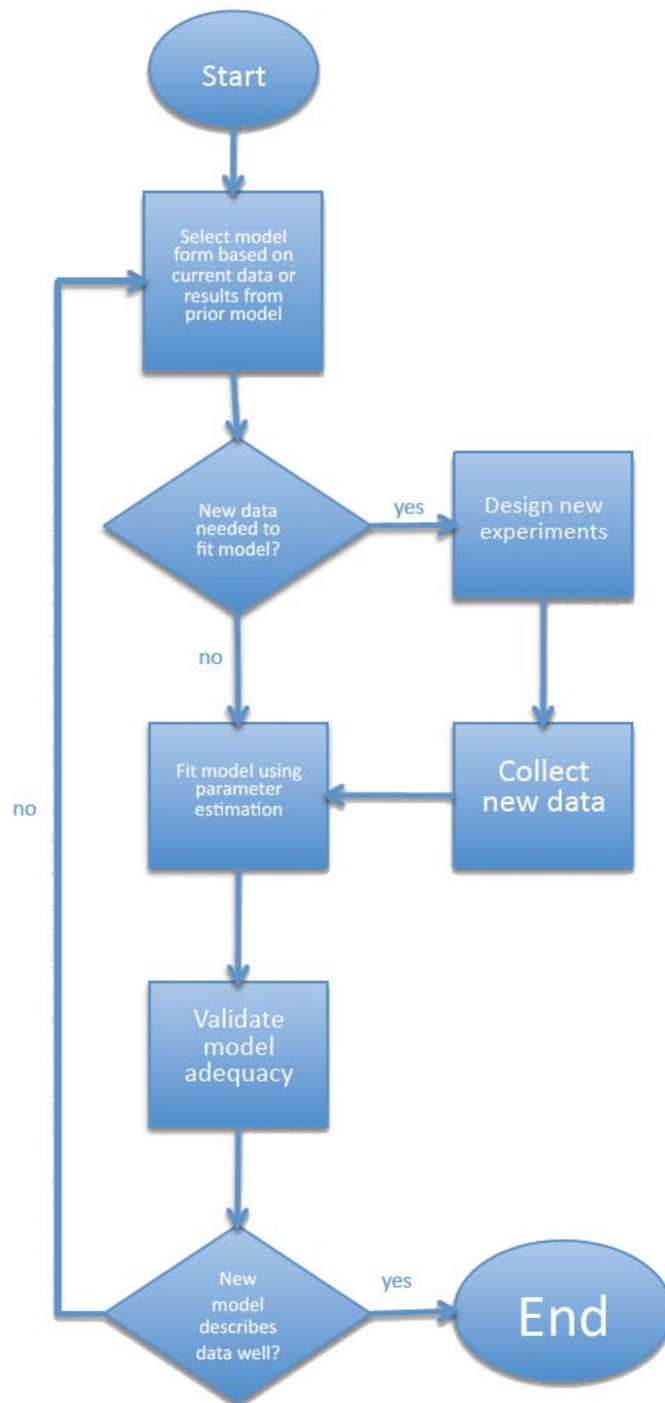 Start
Select model
form based on
current data or
results from
prior model
New data
needed to
fit model?
yes
Design new
experiments
no
Fit model using
parameter
estimation
Collect
new data
no
Validate
model
adequacy
New
model
describes
data well?
yes
End